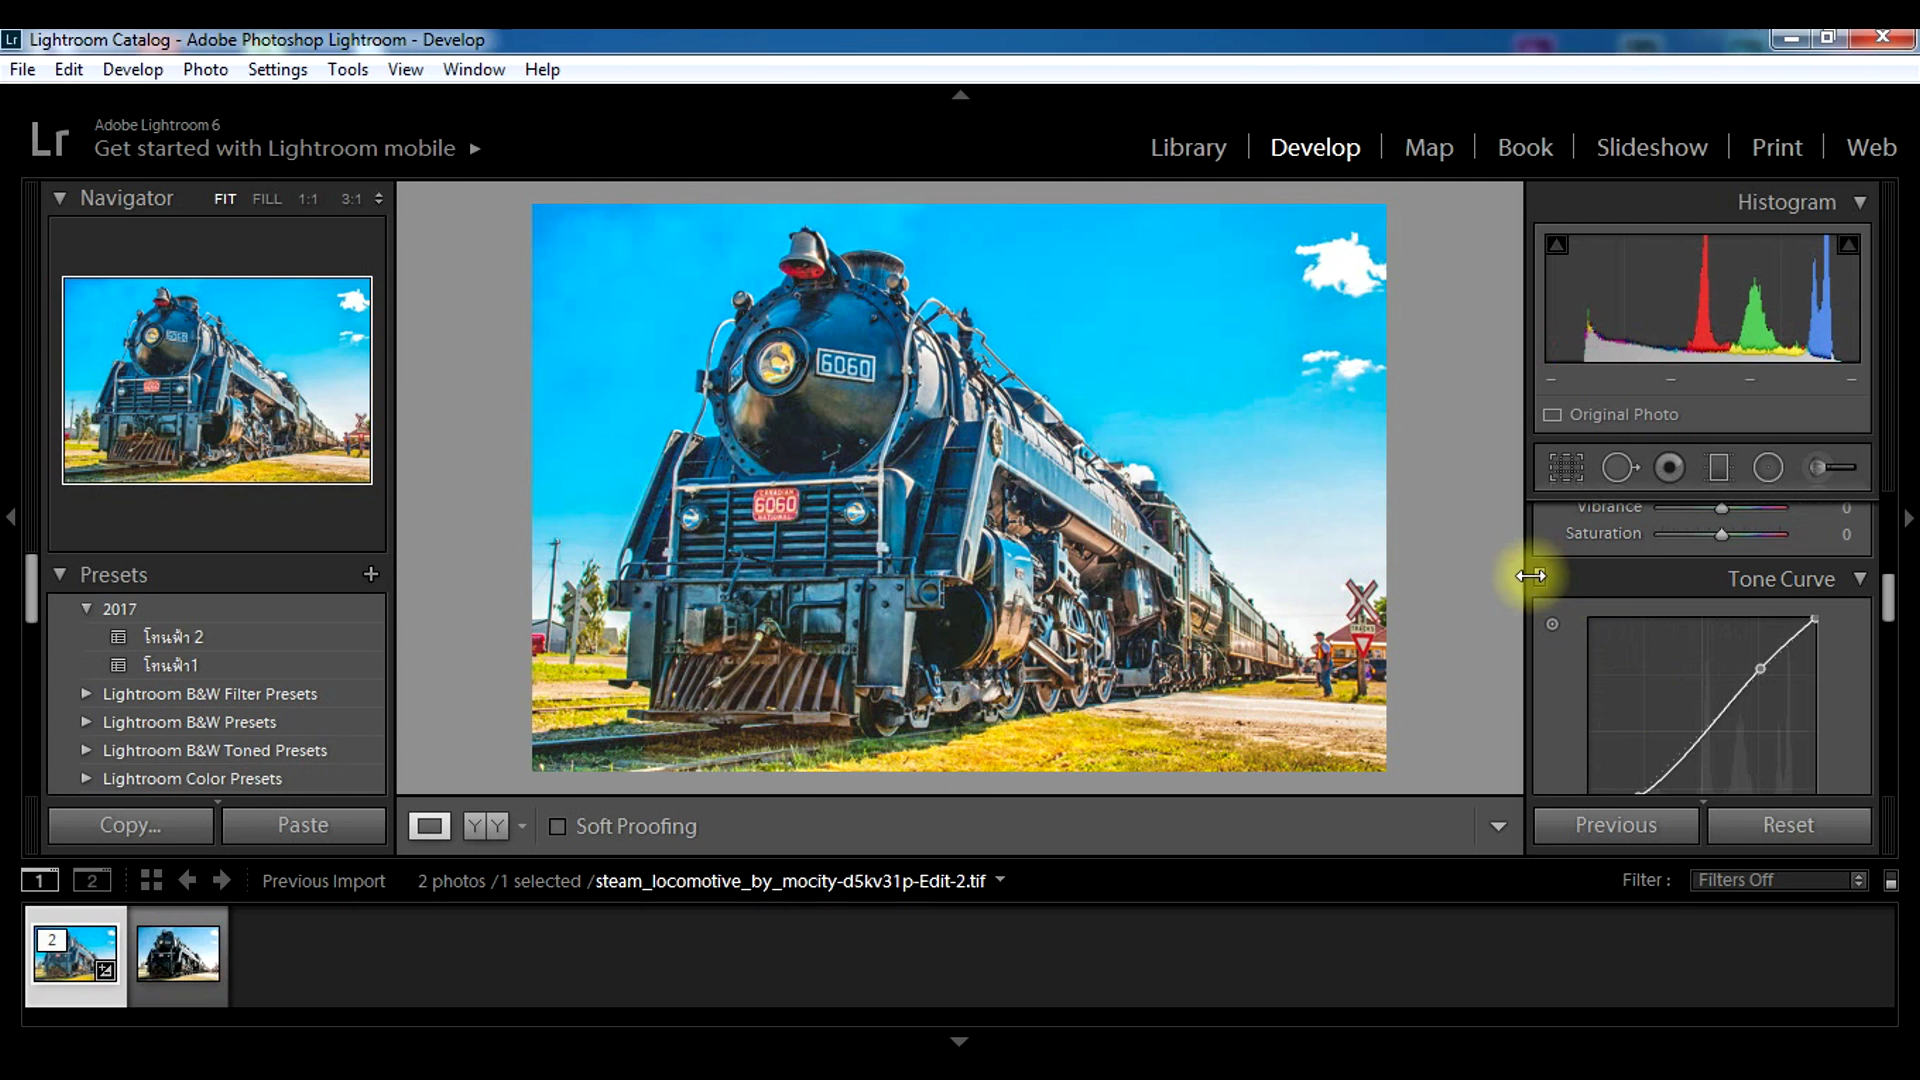 Lr Lightroom Catalog - Adobe Photoshop Lightroom - Develop
File Edit Develop Photo Settings Tools View Window Help
Lr
Adobe Lightroom 6
Get started with Lightroom mobile
Library Develop Map Book Slideshow Print Web
Navigator FIT FILL 1:1 3:1
Histogram
Original Photo
6060
CANADIAN
6060
NATIONAL
TRACKS
Vibrance 0
Saturation 0
Tone Curve
Presets +
2017
โทนฟ้า 2
โทนฟ้า1
Lightroom B&W Filter Presets
Lightroom B&W Presets
Lightroom B&W Toned Presets
Lightroom Color Presets
Copy... Paste
YY Soft Proofing
Previous Reset
1 2 Previous Import 2 photos /1 selected /steam_locomotive_by_mocity-d5kv31p-Edit-2.tif
Filter : Filters Off
2